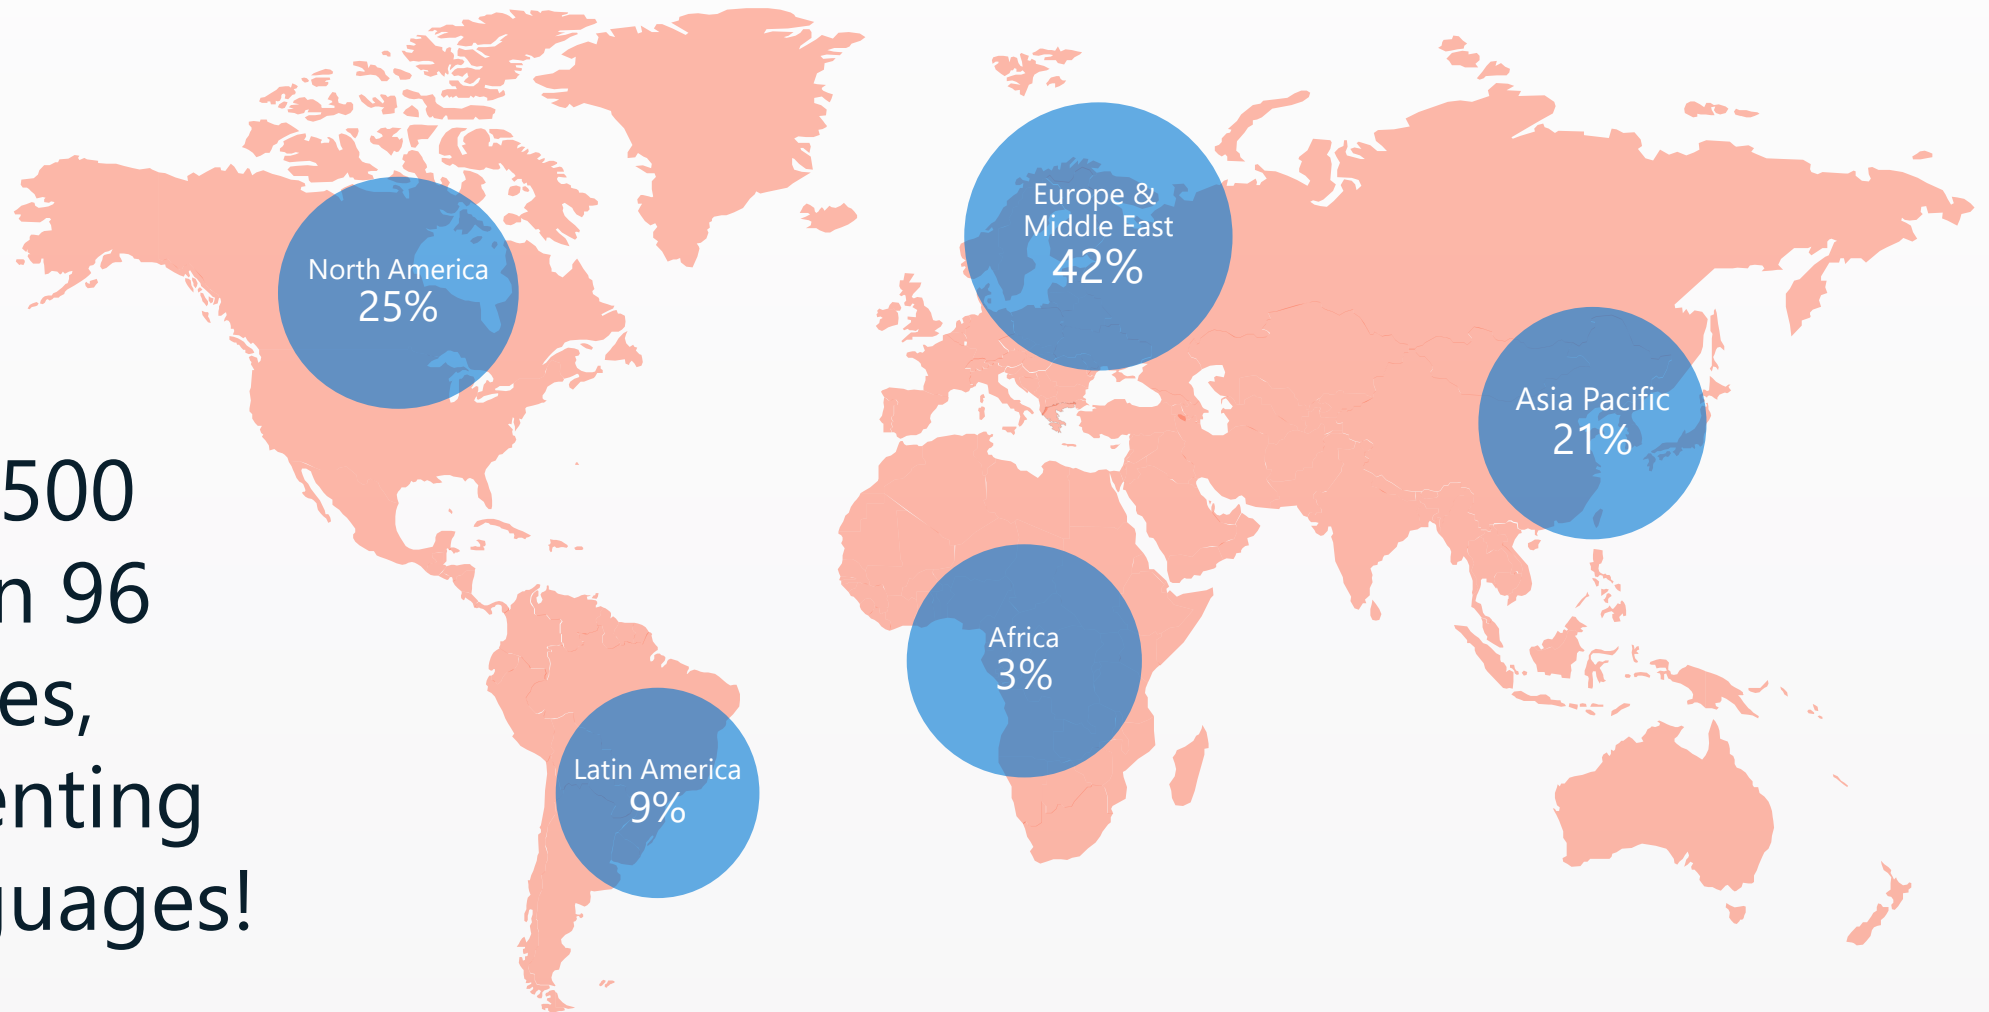 500
n 96
es,
enting
guages!
North America
25%
Europe &
Middle East
42%
Asia Pacific
21%
Africa
3%
Latin America
9%